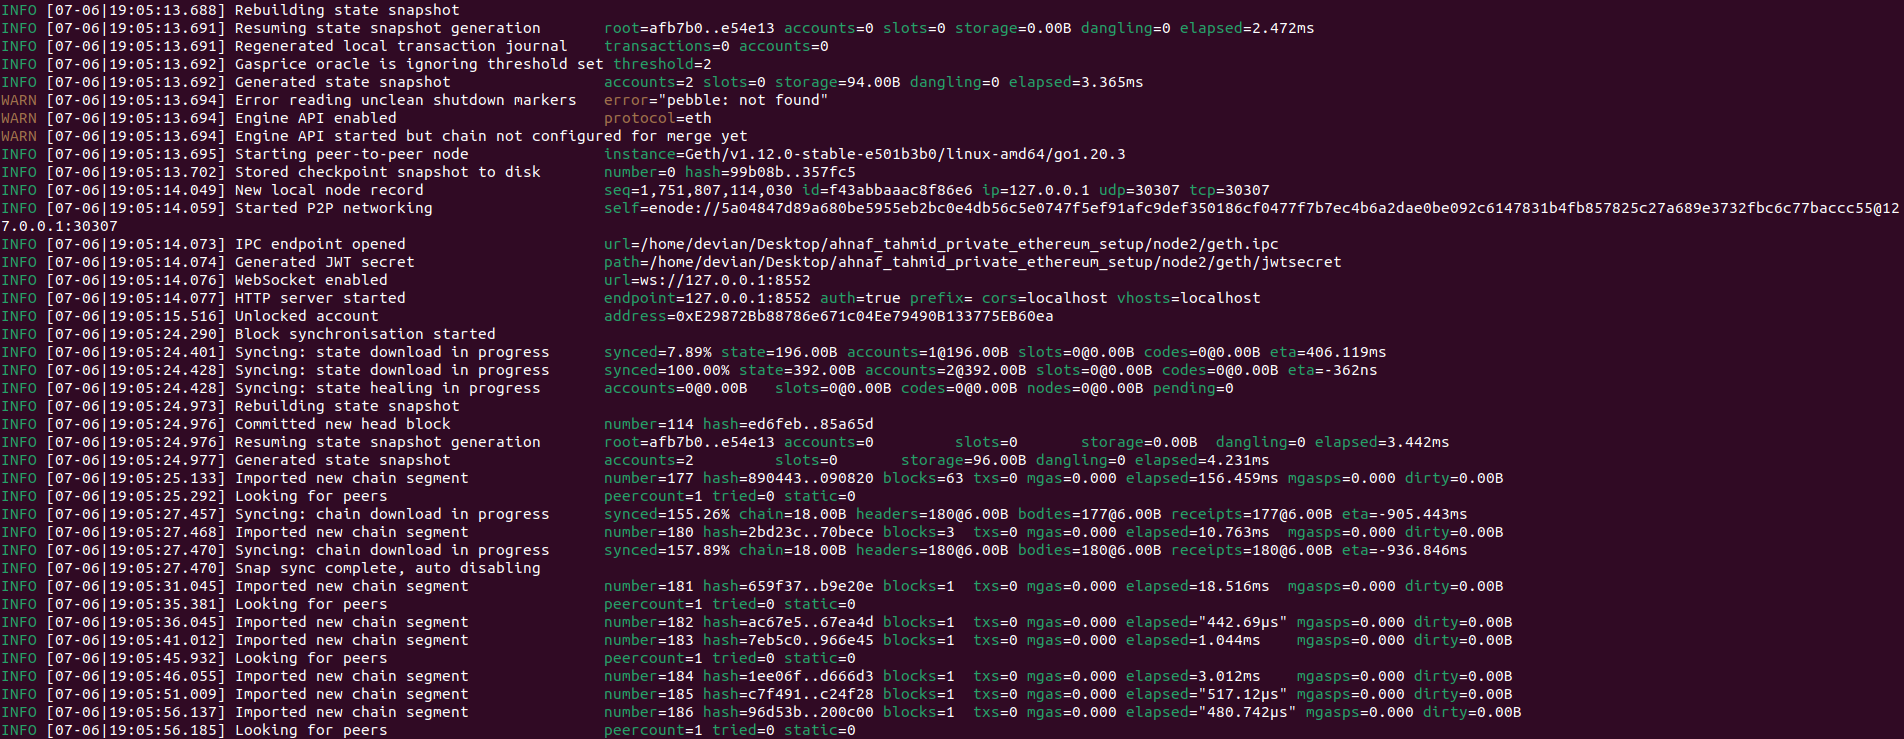 INFO [07-06|19:05:13.688] Rebuilding state snapshot
INFO [07-06|19:05:13.691] Resuming state snapshot generation       root=afb7b0..e54e13 accounts=0 slots=0 storage=0.00B dangling=0 elapsed=2.472ms
INFO [07-06|19:05:13.691] Regenerated local transaction journal    transactions=0 accounts=0
INFO [07-06|19:05:13.692] Gasprice oracle is ignoring threshold set threshold=2
INFO [07-06|19:05:13.692] Generated state snapshot                 accounts=2 slots=0 storage=94.00B dangling=0 elapsed=3.365ms
WARN [07-06|19:05:13.694] Error reading unclean shutdown markers   error="pebble: not found"
WARN [07-06|19:05:13.694] Engine API enabled                       protocol=eth
WARN [07-06|19:05:13.694] Engine API started but chain not configured for merge yet
INFO [07-06|19:05:13.695] Starting peer-to-peer node               instance=Geth/v1.12.0-stable-e501b3b0/linux-amd64/go1.20.3
INFO [07-06|19:05:13.702] Stored checkpoint snapshot to disk       number=0 hash=99b08b..357fc5
INFO [07-06|19:05:14.049] New local node record                    seq=1,751,807,114,030 id=f43abbaaac8f86e6 ip=127.0.0.1 udp=30307 tcp=30307
INFO [07-06|19:05:14.059] Started P2P networking                   self=enode://5a04847d89a680be5955eb2bc0e4db56c5e0747f5ef91afc9def350186cf0477f7b7ec4b6a2dae0be092c6147831b4fb857825c27a689e3732fbc6c77baccc55@12
7.0.0.1:30307
INFO [07-06|19:05:14.073] IPC endpoint opened                      url=/home/devian/Desktop/ahnaf_tahmid_private_ethereum_setup/node2/geth.ipc
INFO [07-06|19:05:14.074] Generated JWT secret                     path=/home/devian/Desktop/ahnaf_tahmid_private_ethereum_setup/node2/geth/jwtsecret
INFO [07-06|19:05:14.076] WebSocket enabled                        url=ws://127.0.0.1:8552
INFO [07-06|19:05:14.077] HTTP server started                      endpoint=127.0.0.1:8552 auth=true prefix= cors=localhost vhosts=localhost
INFO [07-06|19:05:15.516] Unlocked account                         address=0xE29872Bb88786e671c04Ee79490B133775EB60ea
INFO [07-06|19:05:24.290] Block synchronisation started
INFO [07-06|19:05:24.401] Syncing: state download in progress      synced=7.89% state=196.00B accounts=1@196.00B slots=0@0.00B codes=0@0.00B eta=406.119ms
INFO [07-06|19:05:24.428] Syncing: state download in progress      synced=100.00% state=392.00B accounts=2@392.00B slots=0@0.00B codes=0@0.00B eta=-362ns
INFO [07-06|19:05:24.428] Syncing: state healing in progress       accounts=0@0.00B   slots=0@0.00B codes=0@0.00B nodes=0@0.00B pending=0
INFO [07-06|19:05:24.973] Rebuilding state snapshot
INFO [07-06|19:05:24.976] Committed new head block                 number=114 hash=ed6feb..85a65d
INFO [07-06|19:05:24.976] Resuming state snapshot generation       root=afb7b0..e54e13 accounts=0         slots=0       storage=0.00B  dangling=0 elapsed=3.442ms
INFO [07-06|19:05:24.977] Generated state snapshot                 accounts=2         slots=0       storage=96.00B dangling=0 elapsed=4.231ms
INFO [07-06|19:05:25.133] Imported new chain segment               number=177 hash=890443..090820 blocks=63 txs=0 mgas=0.000 elapsed=156.459ms mgasps=0.000 dirty=0.00B
INFO [07-06|19:05:25.292] Looking for peers                        peercount=1 tried=0 static=0
INFO [07-06|19:05:27.457] Syncing: chain download in progress      synced=155.26% chain=18.00B headers=180@6.00B bodies=177@6.00B receipts=177@6.00B eta=-905.443ms
INFO [07-06|19:05:27.468] Imported new chain segment               number=180 hash=2bd23c..70bece blocks=3  txs=0 mgas=0.000 elapsed=10.763ms  mgasps=0.000 dirty=0.00B
INFO [07-06|19:05:27.470] Syncing: chain download in progress      synced=157.89% chain=18.00B headers=180@6.00B bodies=180@6.00B receipts=180@6.00B eta=-936.846ms
INFO [07-06|19:05:27.470] Snap sync complete, auto disabling
INFO [07-06|19:05:31.045] Imported new chain segment               number=181 hash=659f37..b9e20e blocks=1  txs=0 mgas=0.000 elapsed=18.516ms  mgasps=0.000 dirty=0.00B
INFO [07-06|19:05:35.381] Looking for peers                        peercount=1 tried=0 static=0
INFO [07-06|19:05:36.045] Imported new chain segment               number=182 hash=ac67e5..67ea4d blocks=1  txs=0 mgas=0.000 elapsed="442.69µs" mgasps=0.000 dirty=0.00B
INFO [07-06|19:05:41.012] Imported new chain segment               number=183 hash=7eb5c0..966e45 blocks=1  txs=0 mgas=0.000 elapsed=1.044ms    mgasps=0.000 dirty=0.00B
INFO [07-06|19:05:45.932] Looking for peers                        peercount=1 tried=0 static=0
INFO [07-06|19:05:46.055] Imported new chain segment               number=184 hash=1ee06f..d666d3 blocks=1  txs=0 mgas=0.000 elapsed=3.012ms    mgasps=0.000 dirty=0.00B
INFO [07-06|19:05:51.009] Imported new chain segment               number=185 hash=c7f491..c24f28 blocks=1  txs=0 mgas=0.000 elapsed="517.12µs" mgasps=0.000 dirty=0.00B
INFO [07-06|19:05:56.137] Imported new chain segment               number=186 hash=96d53b..200c00 blocks=1  txs=0 mgas=0.000 elapsed="480.742µs" mgasps=0.000 dirty=0.00B
INFO [07-06|19:05:56.185] Looking for peers                        peercount=1 tried=0 static=0